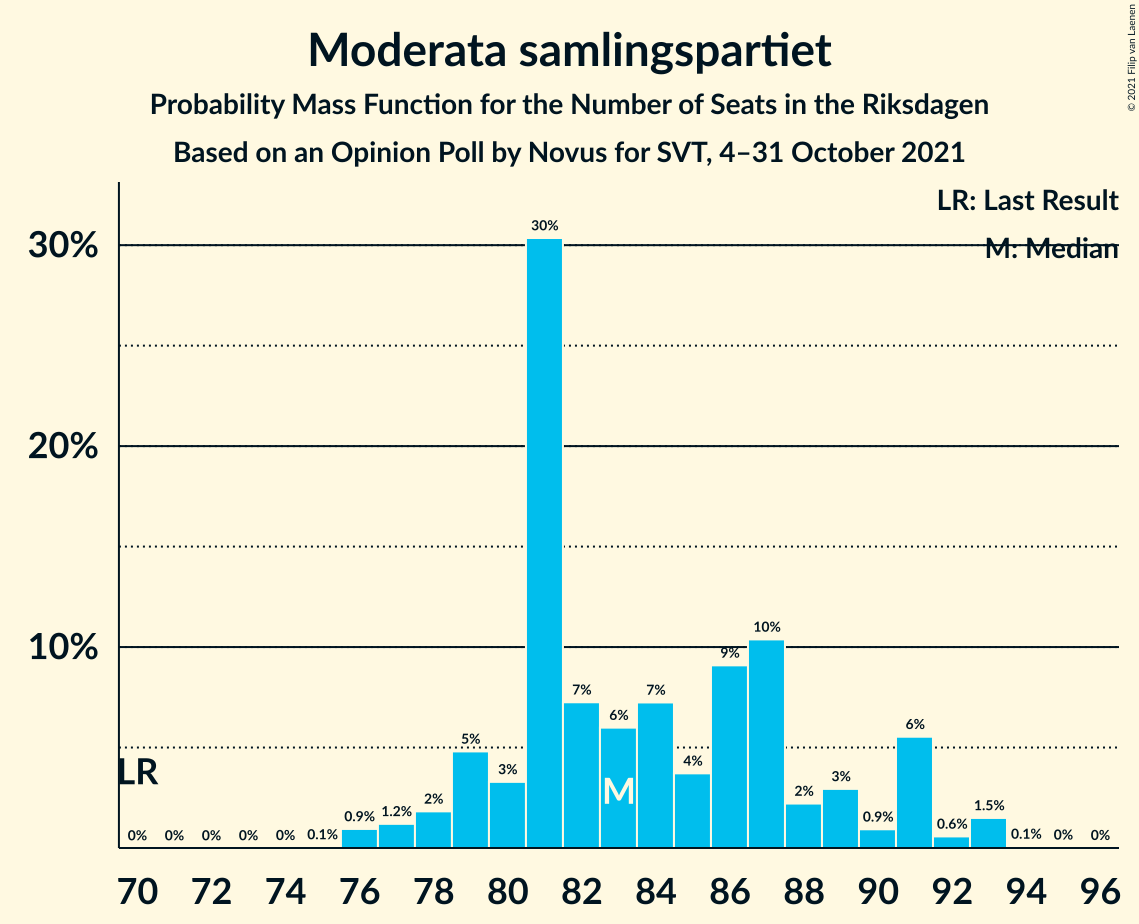 Moderata samlingspartiet
Probability Mass Function for the Number of Seats in the Riksdagen
Based on an Opinion Poll by Novus for SVT, 4–31 October 2021
© 2021 Filip van Laenen
LR: Last Result
M: Median
30%
20%
10%
LR
M
0% 0% 0% 0% 0% 0.1% 0.9% 1.2% 2% 5% 3% 30% 7% 6% 7% 4% 9% 10% 2% 3% 0.9% 6% 0.6% 1.5% 0.1% 0% 0%
70 72 74 76 78 80 82 84 86 88 90 92 94 96